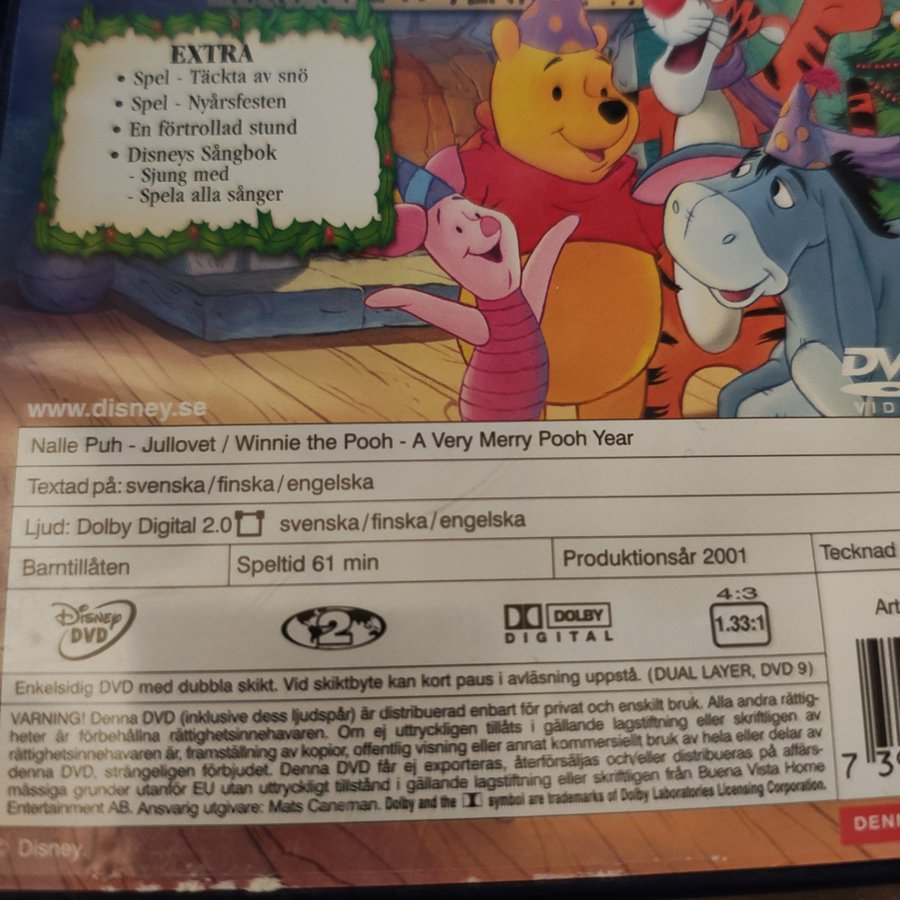 EXTRA
• Spel - Täckta av snö
• Spel - Nyårsfesten
• En förtrollad stund
• Disneys Sångbok
- Sjung med
- Spela alla sånger
DV
VID
www.disney.se
Nalle Puh - Jullovet / Winnie the Pooh - A Very Merry Pooh Year
Textad på: svenska/finska/engelska
Ljud: Dolby Digital 2.0 svenska/finska/engelska
Barntillåten Speltid 61 min Produktionsår 2001 Tecknad
Disney DVD 2 DOLBY DIGITAL 4:3 1.33:1 Art
Enkelsidig DVD med dubbla skikt. Vid skiktbyte kan kort paus i avläsning uppstå. (DUAL LAYER, DVD 9)
VARNING! Denna DVD (inklusive dess ljudspår) är distribuerad enbart för privat och enskilt bruk. Alla andra rättig-
heter är förbehållna rättighetsinnehavaren. Om ej uttryckligen tillåts i gällande lagstiftning eller skriftligen av
rättighetsinnehavaren är, framställning av kopior, offentlig visning eller annat kommersiellt bruk av hela eller delar av
denna DVD, strängeligen förbjudet. Denna DVD får ej exporteras, återförsäljas och/eller distribueras på affärs-
mässiga grunder utanför EU utan uttryckligt tillstånd i gällande lagstiftning eller skriftligen från Buena Vista Home
Entertainment AB. Ansvarig utgivare: Mats Caneman. Dolby and the symbol are trademarks of Dolby Laboratories Licensing Corporation.
7 39
DENN
© Disney.